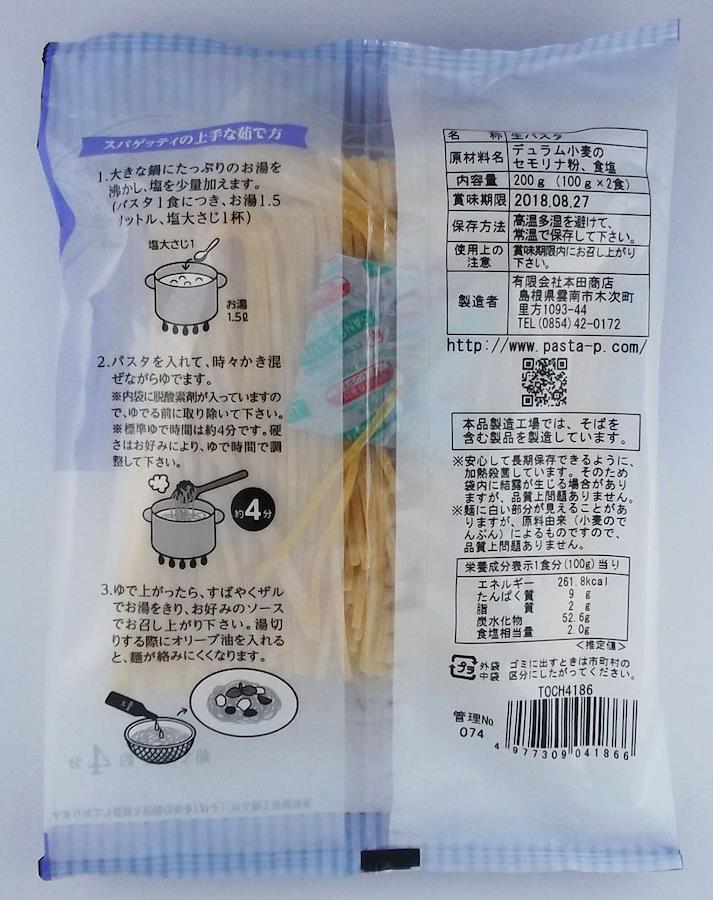 スパゲッティの上手な茹で方
1.大きな鍋にたっぷりのお湯を
沸かし、塩を少量加えます。
(パスタ1食につき、お湯1.5
リットル、塩大さじ1杯)
塩大さじ1
お湯
1.5ℓ
2.パスタを入れて、時々かき混
ぜながらゆでます。
※内袋に脱酸素剤が入っていますの
で、ゆでる前に取り除いて下さい。
※標準ゆで時間は約4分です。硬
さはお好みにより、ゆで時間で調
整して下さい。
約4分
3.ゆで上がったら、すばやくザル
でお湯をきり、お好みのソース
でお召し上がり下さい。湯切
りする際にオリーブ油を入れる
と、麺が絡みにくくなります。
名 称 生パスタ
原材料名 デュラム小麦の
セモリナ粉、食塩
内容量 200g (100g×2食)
賞味期限 2018.08.27
保存方法 高温多湿を避けて、
常温で保存して下さい。
使用上の
注意 賞味期限内にお召し上がり
下さい。
製造者 有限会社本田商店
島根県雲南市木次町
里方1093-44
TEL(0854)42-0172
http://www.pasta-p.com/
本品製造工場では、そばを
含む製品を製造しています。
※安心して長期保存できるように、
加熱殺菌しています。そのため
袋内に結露が生じる場合があり
ますが、品質上問題ありません。
※麺に白い部分が見えることがあ
りますが、原料由来(小麦ので
んぷん)によるものですので、
品質上問題ありません。
栄養成分表示1食分(100g)当り
エネルギー 261.8kcal
たんぱく質 9 g
脂 質 2 g
炭水化物 52.6g
食塩相当量 2.0g
<推定値>
プラ 外袋 中袋
ゴミに出すときは市町村の
区分にしたがってください。
TOCH4186
管理No
074
4 977309 041866